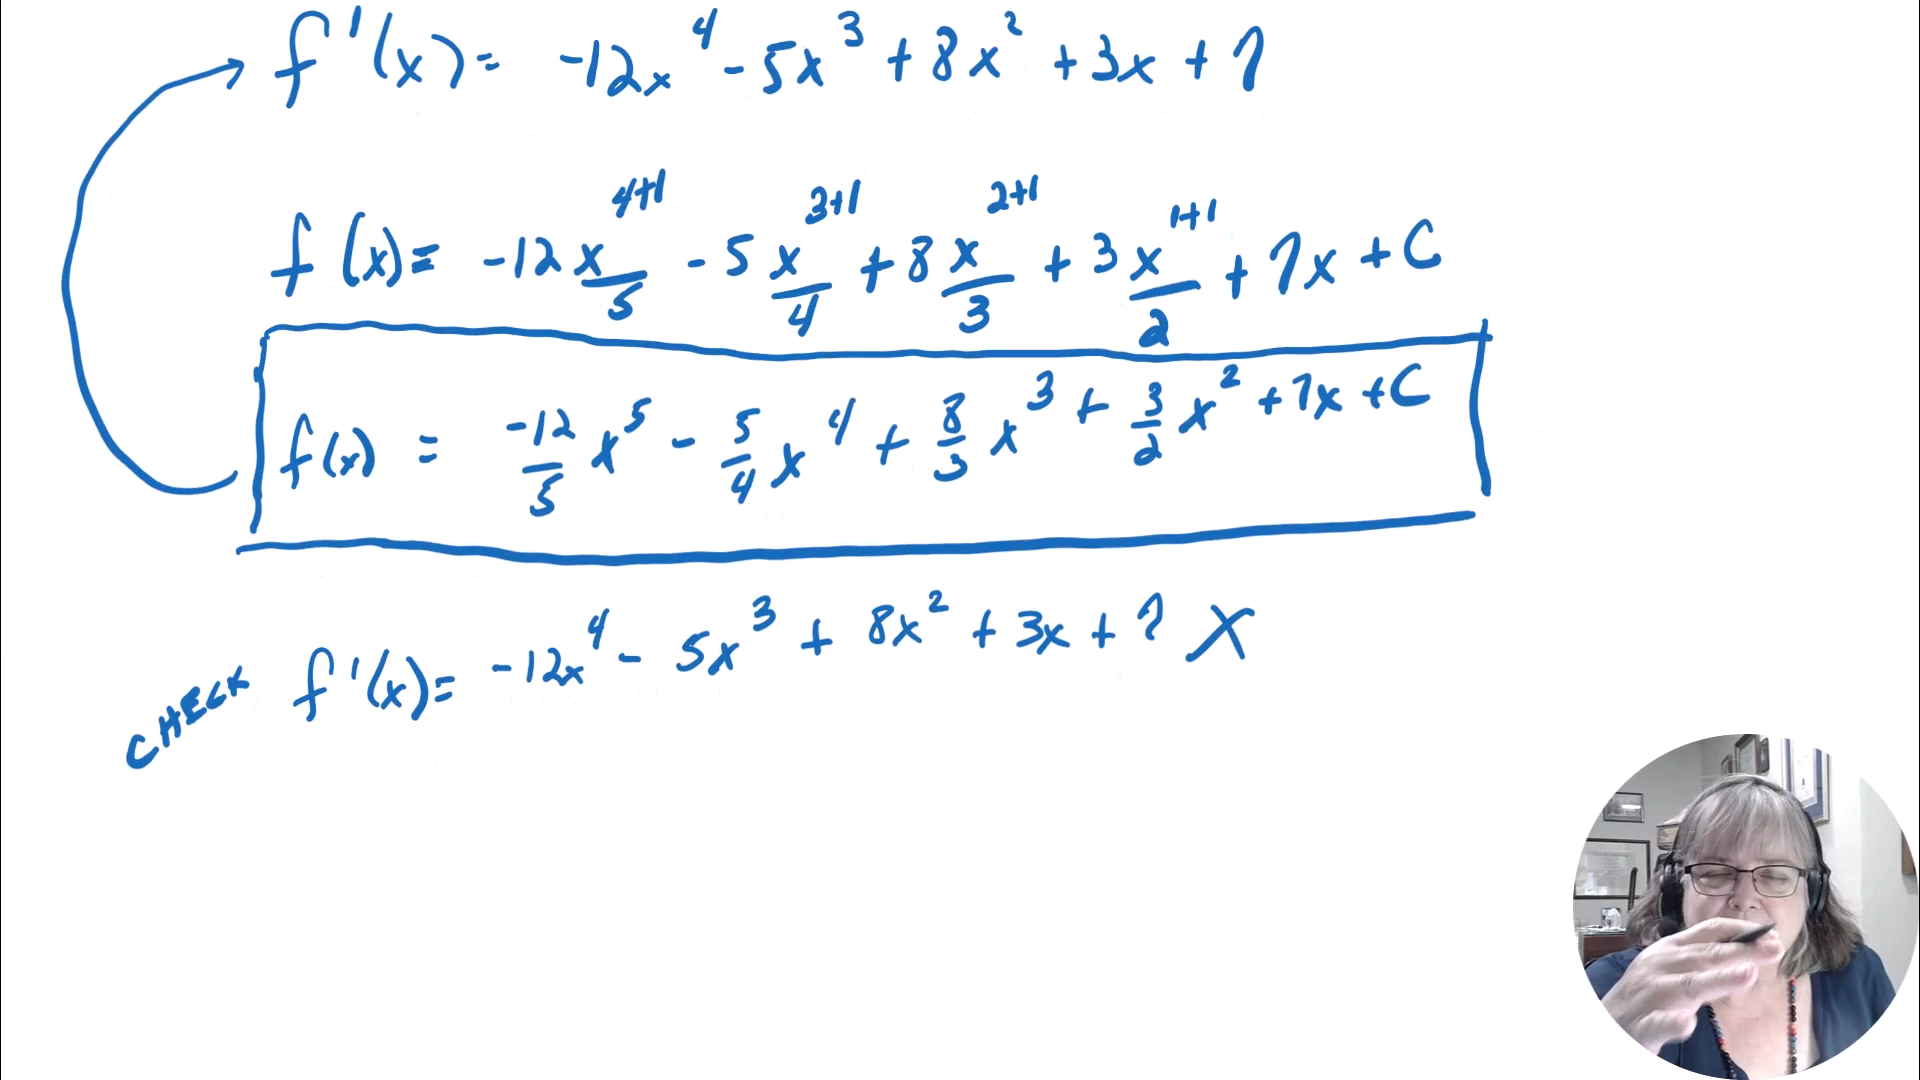 f'(x) = -12x^4 - 5x^3 + 8x^2 + 3x + 7
f(x) = -12 x^(4+1)/5 - 5 x^(3+1)/4 + 8 x^(2+1)/3 + 3 x^(1+1)/2 + 7x + C
f(x) = -12/5 x^5 - 5/4 x^4 + 8/3 x^3 + 3/2 x^2 + 7x + C
CHECK f'(x) = -12x^4 - 5x^3 + 8x^2 + 3x + 7 X